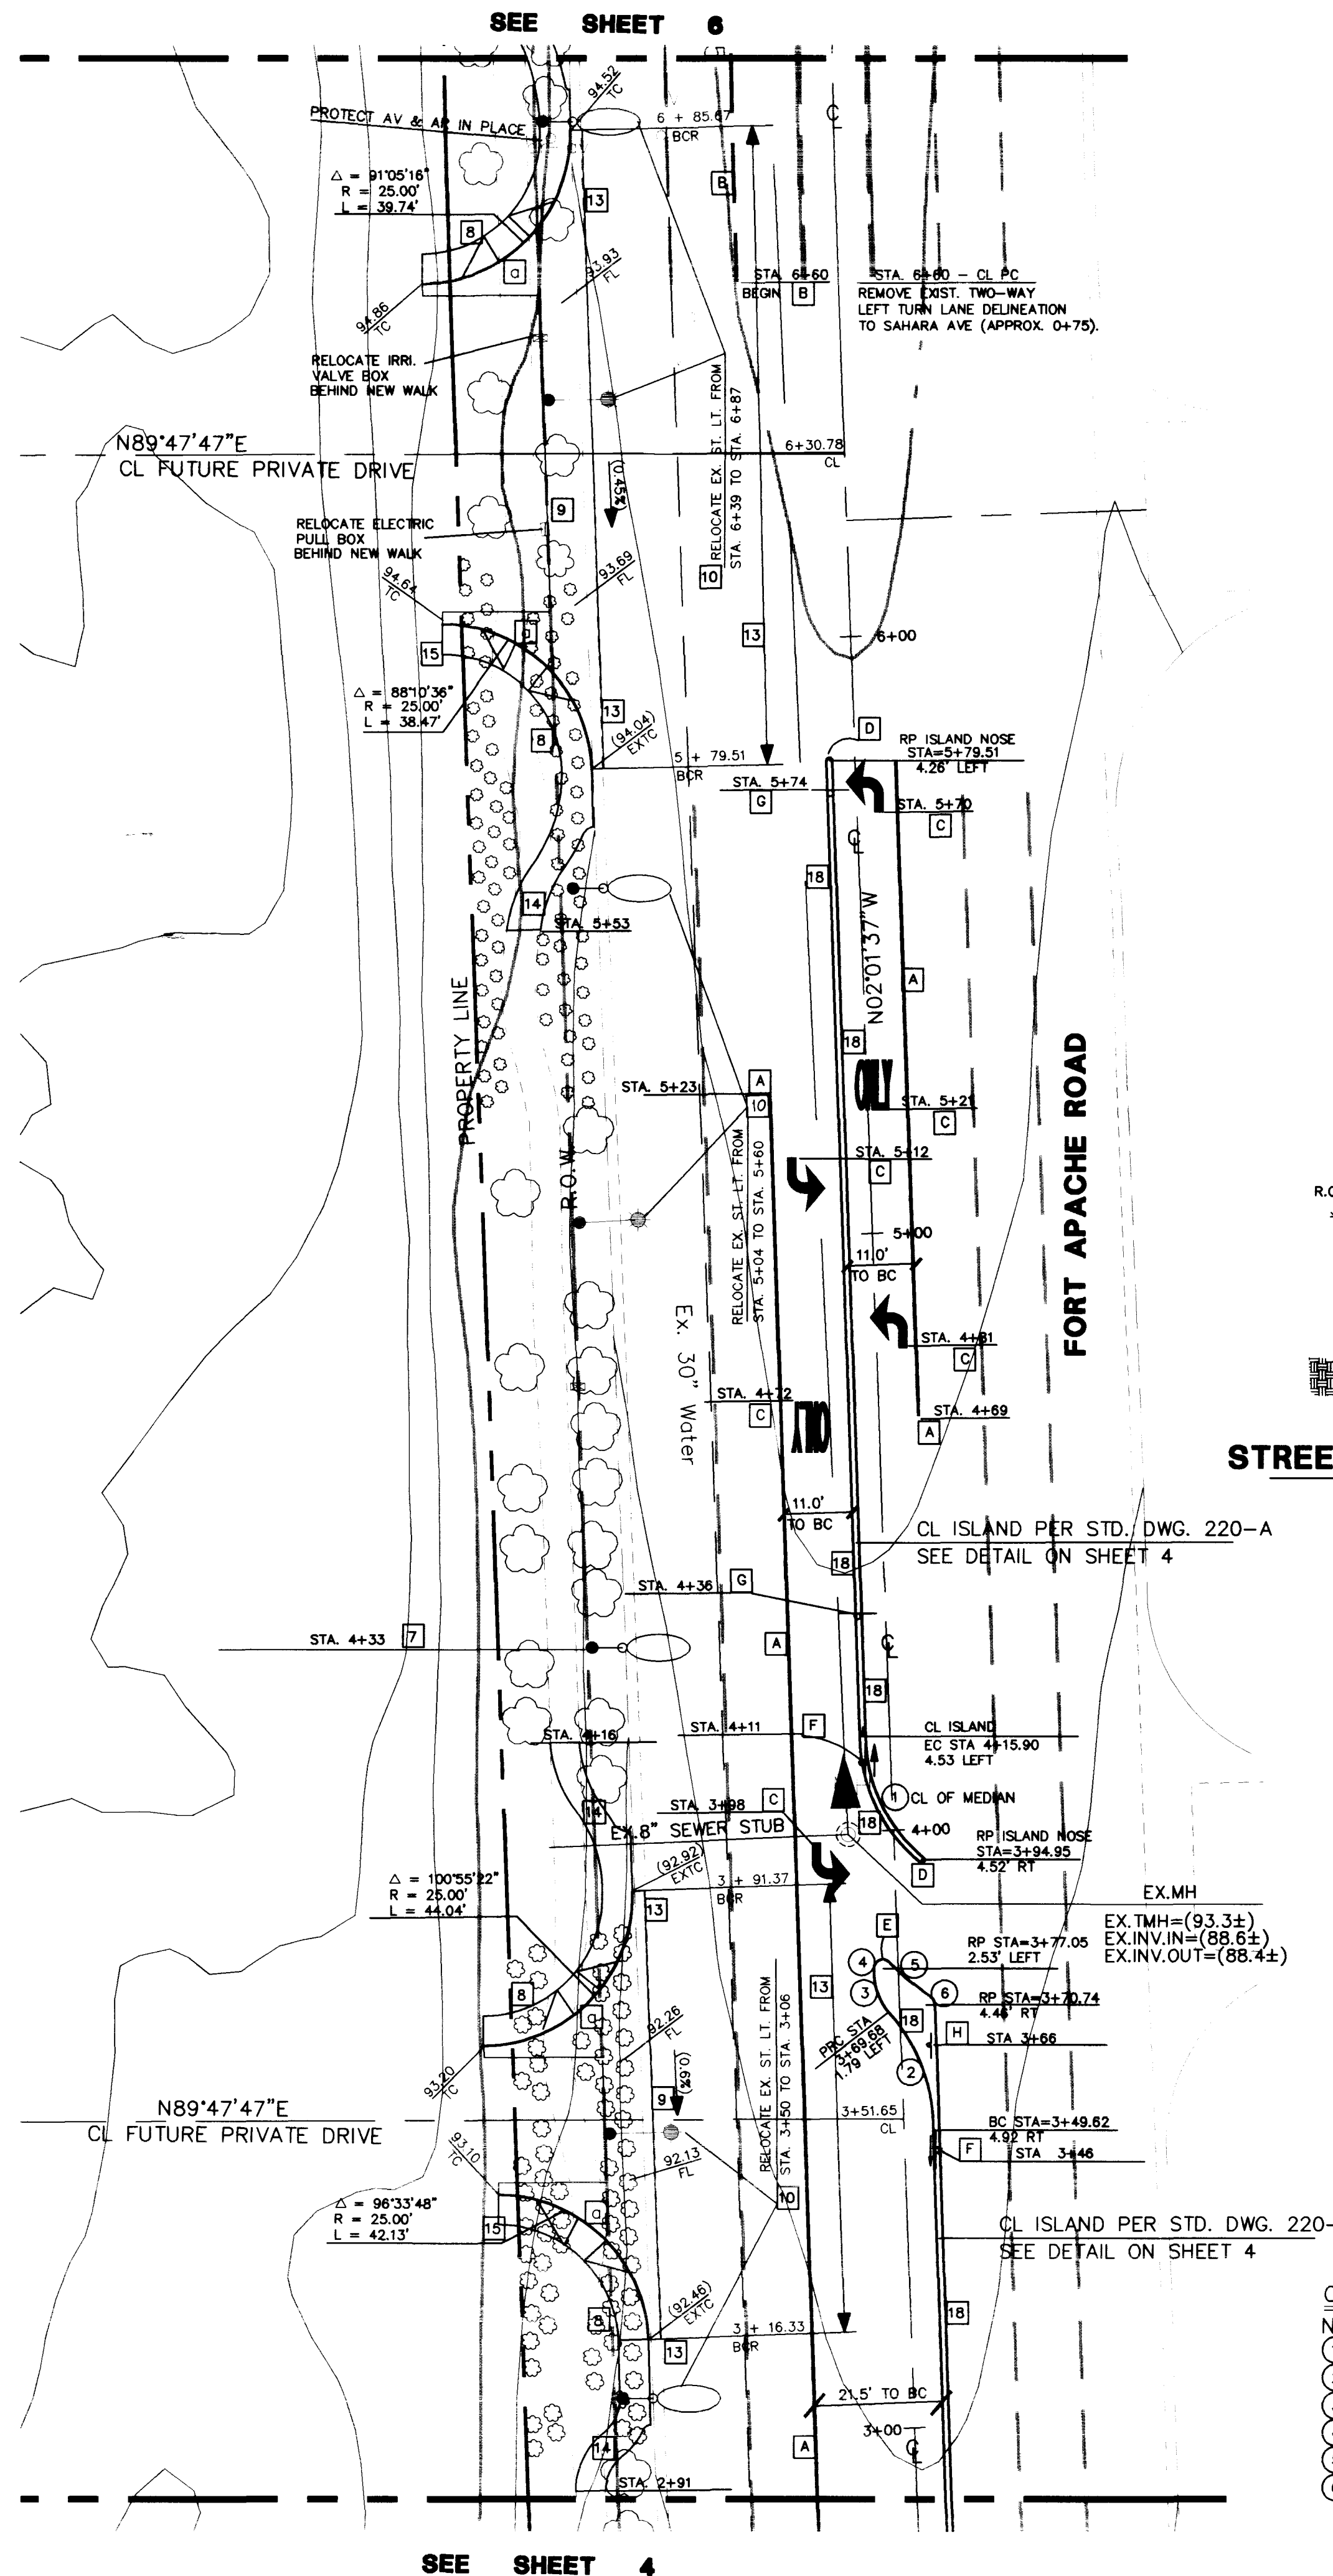 SEE SHEET 6
94.52
TC
PROTECT AV & AR IN PLACE
6 + 85.67
BCR
CL
△ = 91°05'16"
R = 25.00'
L = 39.74'
13
B
8
a
93.93
FL
94.86
TC
STA. 6+60
BEGIN B
STA. 6+60 - CL PC
REMOVE EXIST. TWO-WAY
LEFT TURN LANE DELINEATION
TO SAHARA AVE (APPROX. 0+75).
RELOCATE IRRI.
VALVE BOX
BEHIND NEW WALK
10 RELOCATE EX. ST. LT. FROM
STA. 6+39 TO STA. 6+87
N89°47'47"E
CL FUTURE PRIVATE DRIVE
6+30.78
CL
(0.45%)
9
RELOCATE ELECTRIC
PULL BOX
BEHIND NEW WALK
93.69
FL
94.64
TC
a
15
13
6+00
△ = 88°10'36"
R = 25.00'
L = 38.47'
13
8
(94.04)
EXTC
5 + 79.51
BCR
D
RP ISLAND NOSE
STA=5+79.51
4.26' LEFT
STA. 5+74
G
STA. 5+70
C
CL
18
14
STA. 5+53
N02°01'37"W
A
PROPERTY LINE
18
FORT APACHE ROAD
STA. 5+23
A
10
ONLY
STA. 5+21
C
STA. 5+12
C
R.O.W.
RELOCATE EX. ST. LT. FROM
STA. 5+04 TO STA. 5+60
5+00
11.0'
TO BC
Ex. 30" Water
STA. 4+81
C
STA. 4+72
C
ONLY
STA. 4+69
A
STREE
11.0'
TO BC
CL ISLAND PER STD. DWG. 220-A
SEE DETAIL ON SHEET 4
18
STA. 4+36
G
STA. 4+33 7
A
CL
18
STA. 4+16
STA. 4+11
F
CL ISLAND
EC STA 4+15.90
4.53 LEFT
1 CL OF MEDIAN
STA. 3+98
C
14
EX.8" SEWER STUB
18
4+00
RP ISLAND NOSE
STA=3+94.95
4.52' RT
D
(92.92)
EXTC
3 + 91.37
BCR
△ = 100°55'22"
R = 25.00'
L = 44.04'
13
EX.MH
EX.TMH=(93.3±)
EX.INV.IN=(88.6±)
EX.INV.OUT=(88.4±)
E
RP STA=3+77.05
2.53' LEFT
4
5
3
6
RP STA=3+70.74
4.46' RT
8
a
13
18
H
STA 3+66
PRC STA
3+69.68
1.79 LEFT
2
92.26
FL
(0.6%)
93.20
TC
RELOCATE EX. ST. LT. FROM
STA. 3+50 TO STA. 3+06
10
9
N89°47'47"E
CL FUTURE PRIVATE DRIVE
3+51.65
CL
BC STA=3+49.62
4.92 RT
F
STA 3+46
93.10
TC
92.13
FL
△ = 96°33'48"
R = 25.00'
L = 42.13'
15
a
CL ISLAND PER STD. DWG. 220-
SEE DETAIL ON SHEET 4
(92.46)
EXTC
8
3 + 16.33
BCR
13
18
21.5' TO BC
3+00
CL
14
A
STA. 2+91
SEE SHEET 4